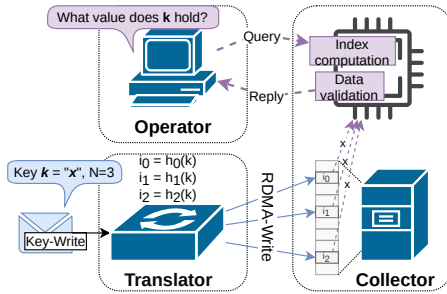 What value does k hold?
Query
Index
computation
Data
validation
Reply
Operator
Key k = "x", N=3
i0 = h0(k)
i1 = h1(k)
i2 = h2(k)
Key-Write
Translator
RDMA-Write
x
x
x
i0
i1
i2
Collector